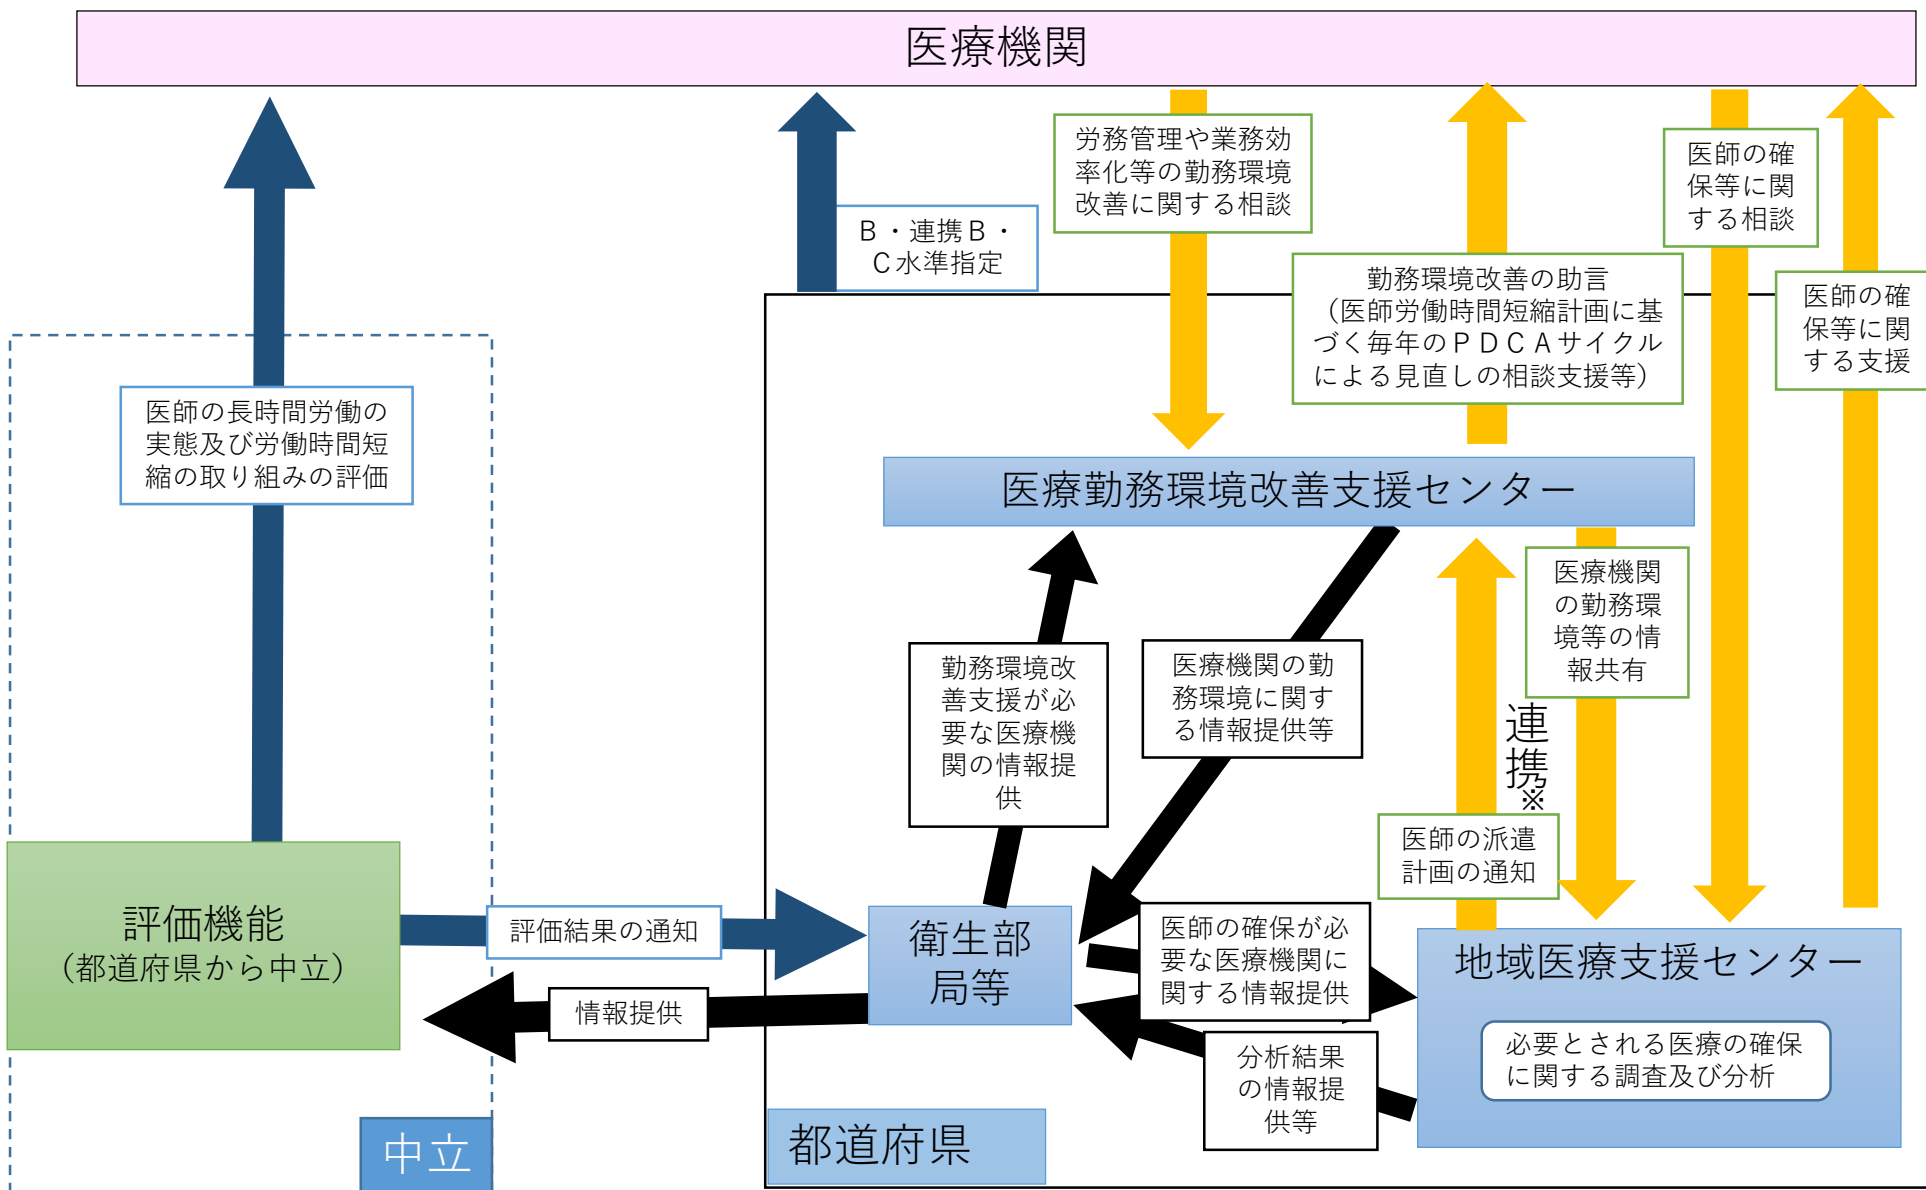 医療機関
労務管理や業務効
率化等の勤務環境
改善に関する相談
医師の確
保等に関
する相談
Ｂ・連携Ｂ・
Ｃ水準指定
勤務環境改善の助言
（医師労働時間短縮計画に基
づく毎年のＰＤＣＡサイクル
による見直しの相談支援等）
医師の確
保等に関
する支援
医師の長時間労働の
実態及び労働時間短
縮の取り組みの評価
医療勤務環境改善支援センター
医療機関
の勤務環
境等の情
報共有
勤務環境改
善支援が必
要な医療機
関の情報提
供
医療機関の勤
務環境に関す
る情報提供等
連携※
医師の派遣
計画の通知
評価機能
（都道府県から中立）
評価結果の通知
衛生部
局等
医師の確保が必
要な医療機関に
関する情報提供
地域医療支援センター
情報提供
分析結果
の情報提
供等
必要とされる医療の確保
に関する調査及び分析
中立
都道府県